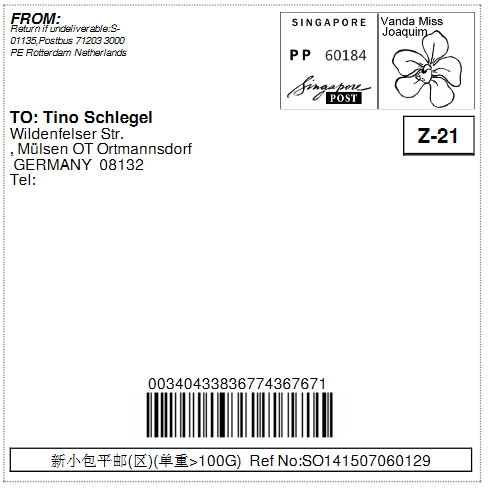 FROM:
Return if undeliverable:S-
01135,Postbus 71203 3000
PE Rotterdam Netherlands
SINGAPORE
PP 60184
Singapore
POST
Vanda Miss
Joaquim
Z-21
TO: Tino Schlegel
Wildenfelser Str.
, Mülsen OT Ortmannsdorf
GERMANY 08132
Tel:
00340433836774367671
新小包平邮(区)(单重>100G) Ref No:SO141507060129